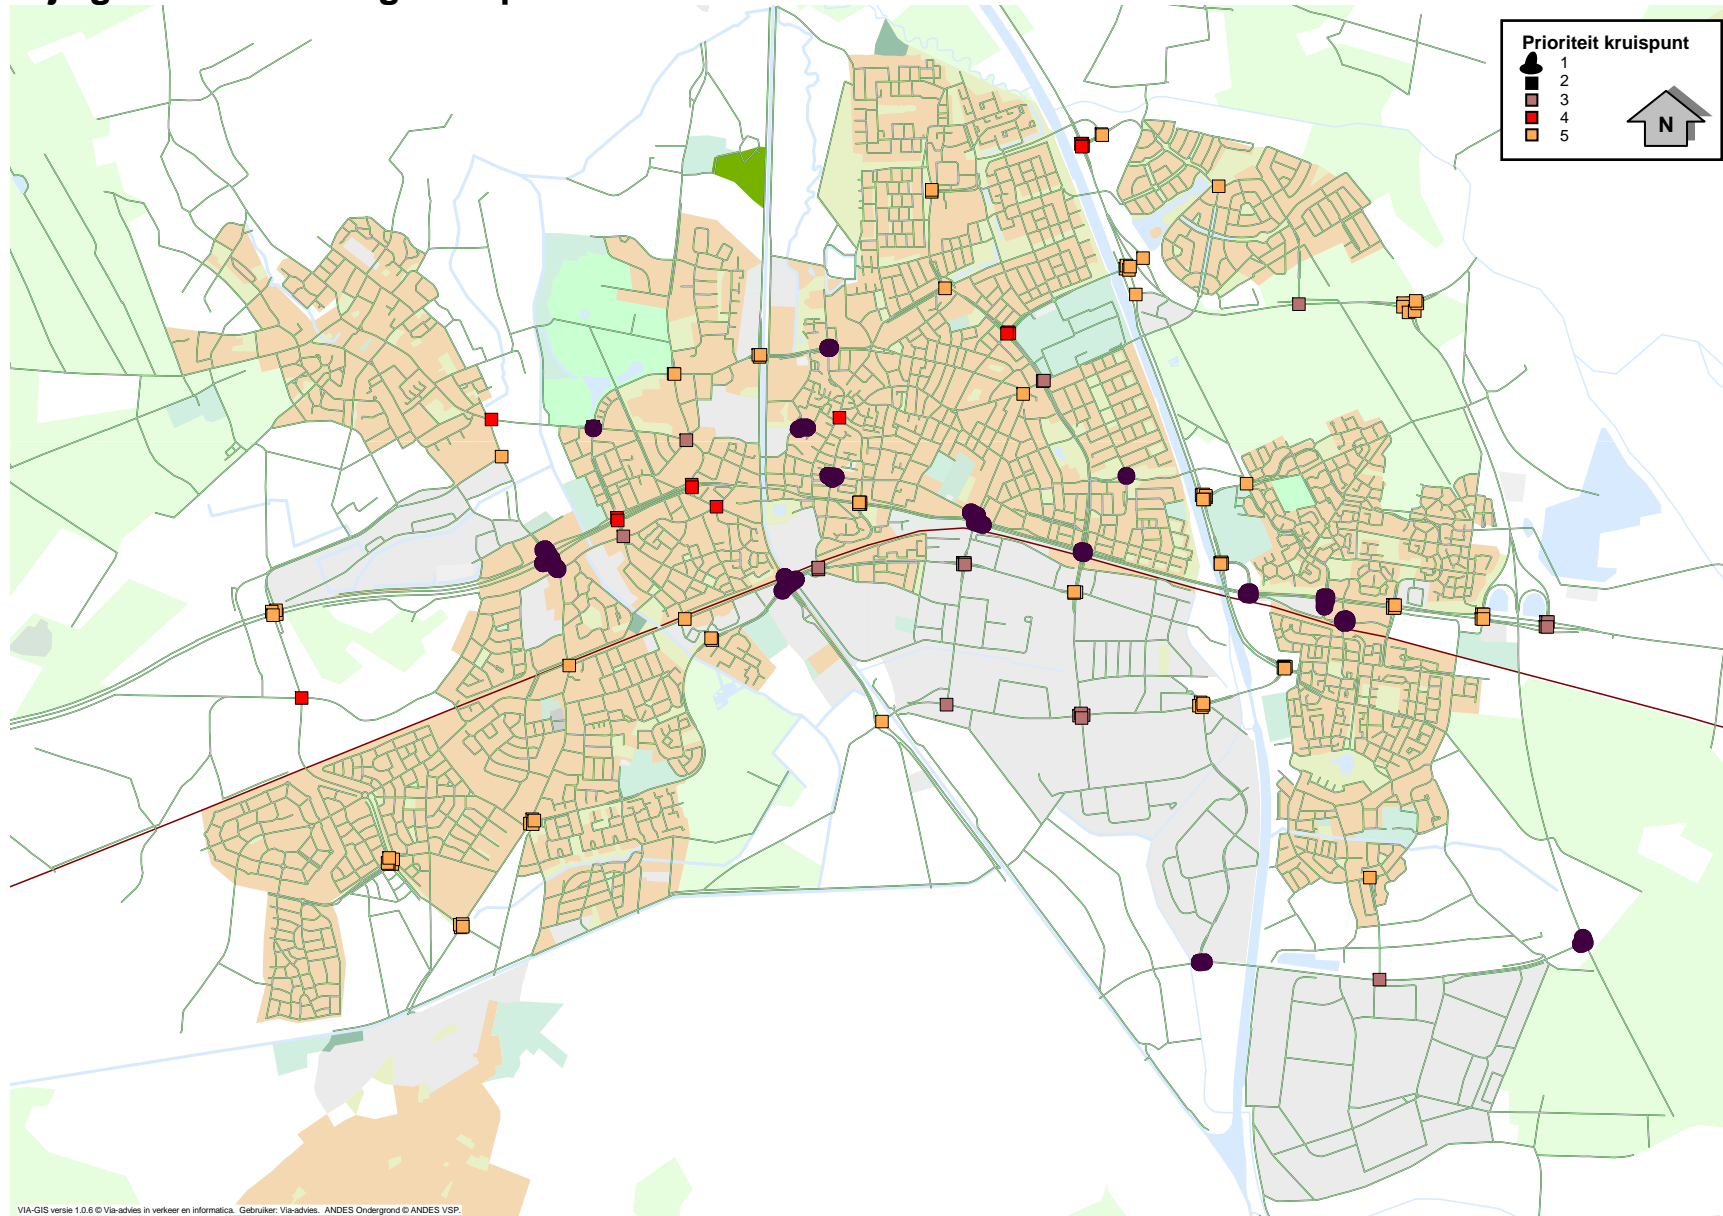 Prioriteit kruispunt
1
2
3
4
5
N
VIA-GIS versie 1.0.6 © Via-advies in verkeer en informatica. Gebruiker: Via-advies. ANDES Ondergrond © ANDES VSP.